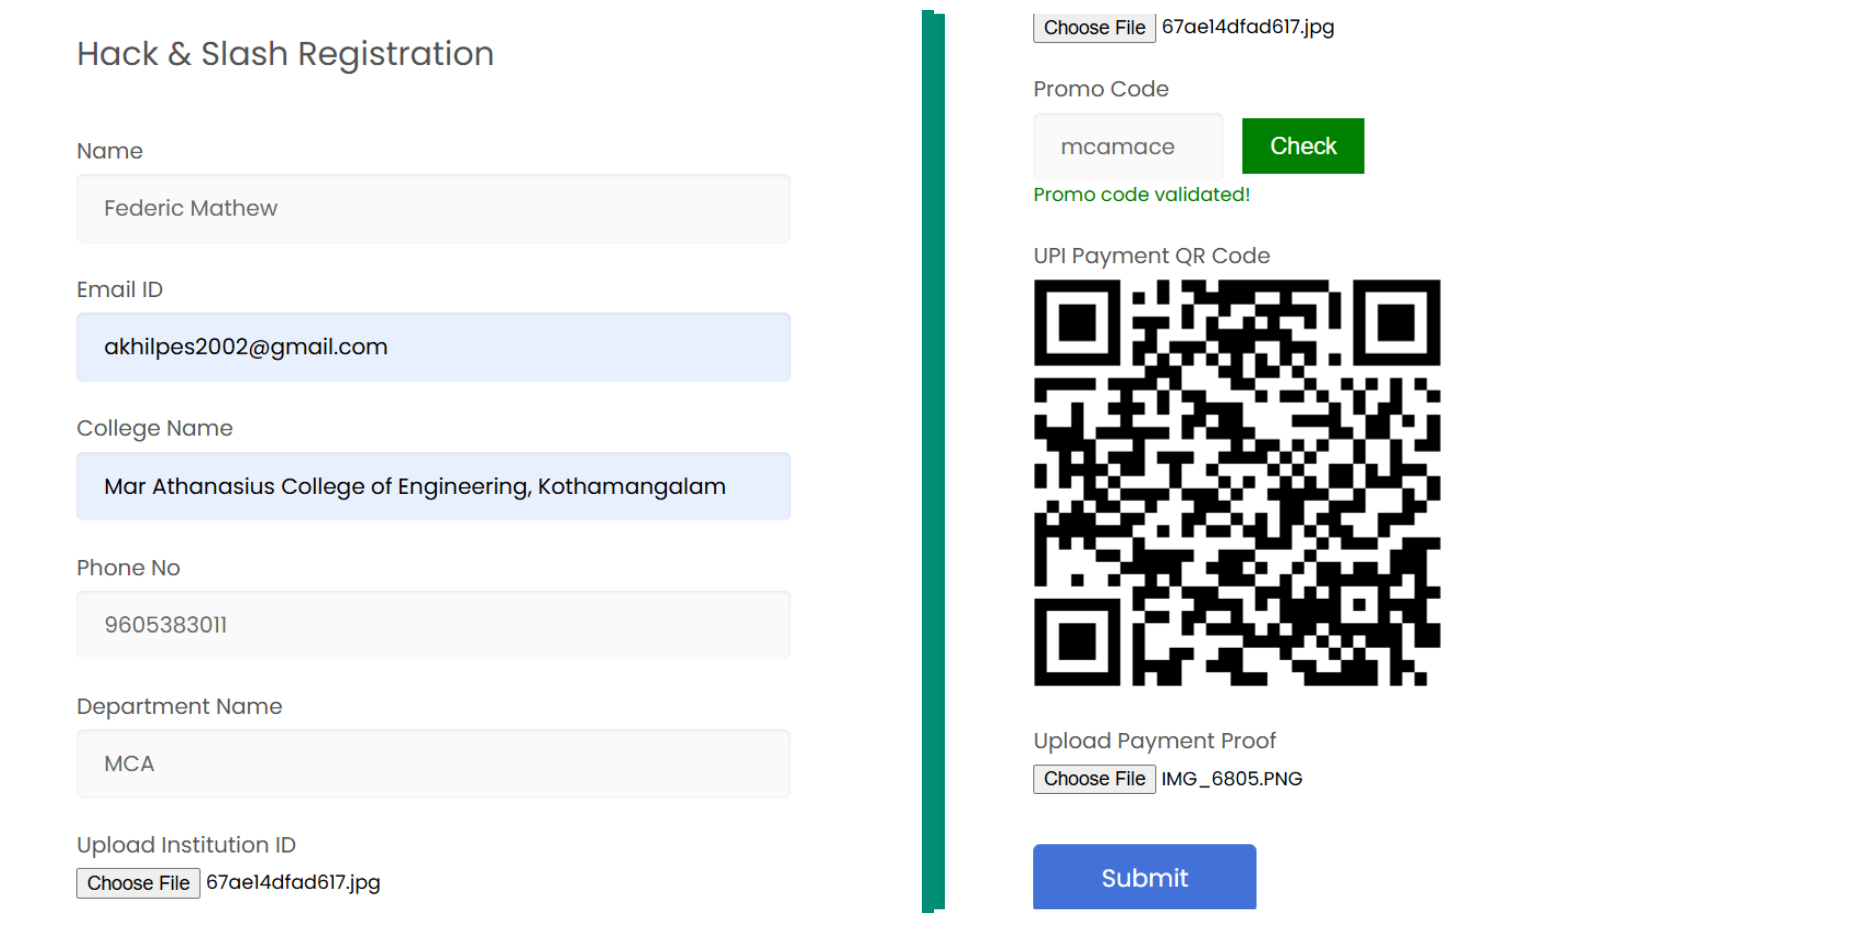 Hack & Slash Registration
Name
Federic Mathew
Email ID
akhilpes2002@gmail.com
College Name
Mar Athanasius College of Engineering, Kothamangalam
Phone No
9605383011
Department Name
MCA
Upload Institution ID
Choose File 67ae14dfad617.jpg
Choose File 67ae14dfad617.jpg
Promo Code
mcamace Check
Promo code validated!
UPI Payment QR Code
Upload Payment Proof
Choose File IMG_6805.PNG
Submit